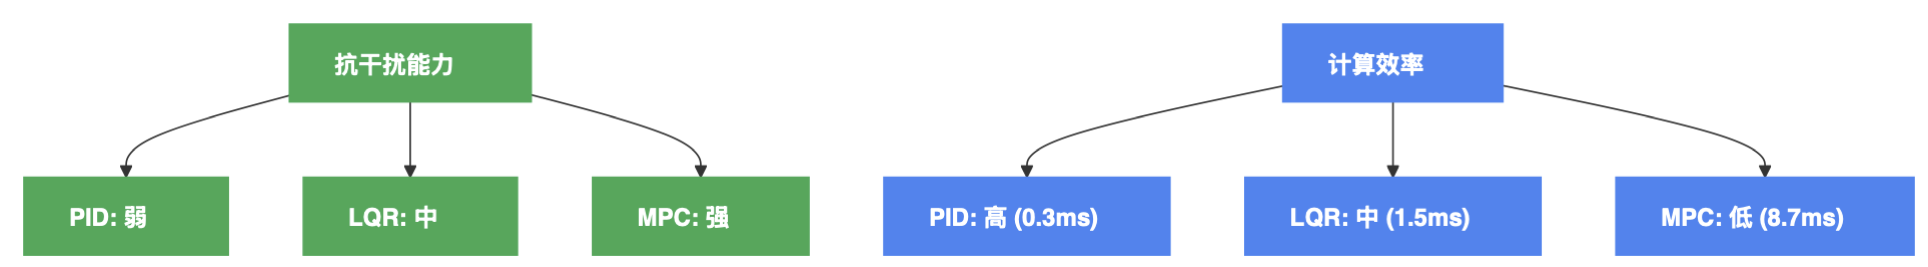 抗干扰能力
PID: 弱
LQR: 中
MPC: 强
计算效率
PID: 高 (0.3ms)
LQR: 中 (1.5ms)
MPC: 低 (8.7ms)